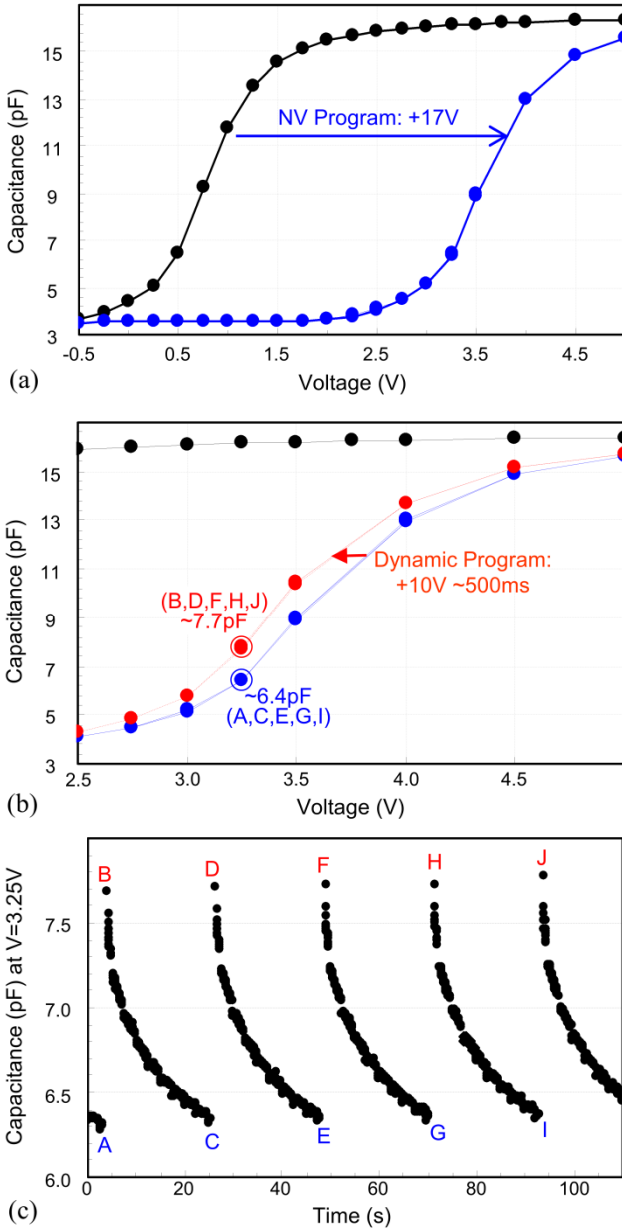 15
13
11
9
7
5
3
Capacitance (pF)
NV Program: +17V
-0.5
0.5
1.5
2.5
3.5
4.5
Voltage (V)
(a)
15
13
11
9
7
5
3
Capacitance (pF)
Dynamic Program:
+10V ~500ms
(B,D,F,H,J)
~7.7pF
~6.4pF
(A,C,E,G,I)
2.5
3.0
3.5
4.0
4.5
Voltage (V)
(b)
7.5
7.0
6.5
6.0
Capacitance (pF) at V=3.25V
B
D
F
H
J
A
C
E
G
I
0
20
40
60
80
100
Time (s)
(c)